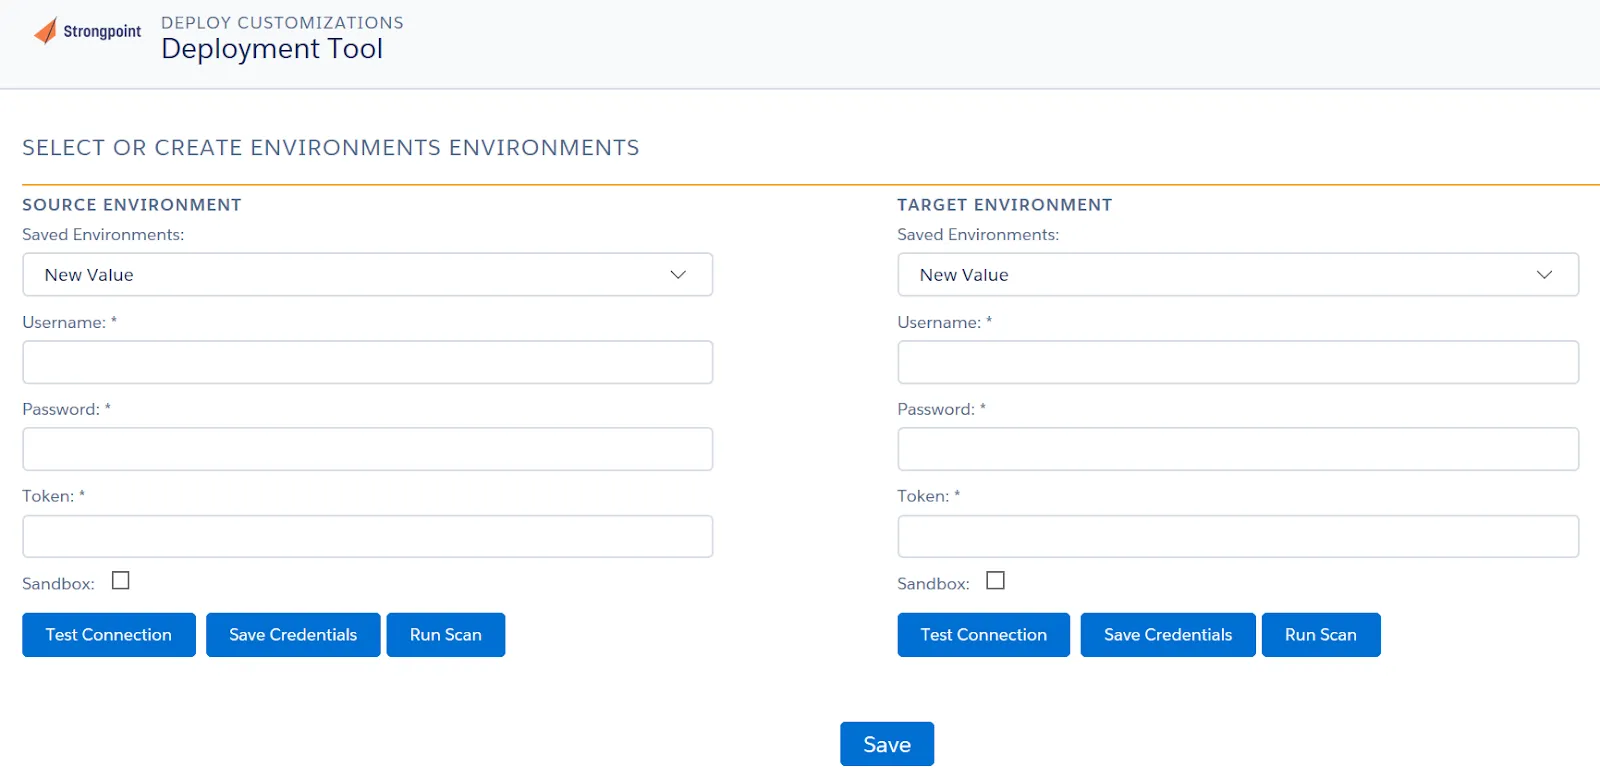 Strongpoint
DEPLOY CUSTOMIZATIONS
Deployment Tool
SELECT OR CREATE ENVIRONMENTS ENVIRONMENTS
SOURCE ENVIRONMENT
Saved Environments:
New Value
Username: *
Password: *
Token: *
Sandbox:
Test Connection Save Credentials Run Scan
TARGET ENVIRONMENT
Saved Environments:
New Value
Username: *
Password: *
Token: *
Sandbox:
Test Connection Save Credentials Run Scan
Save